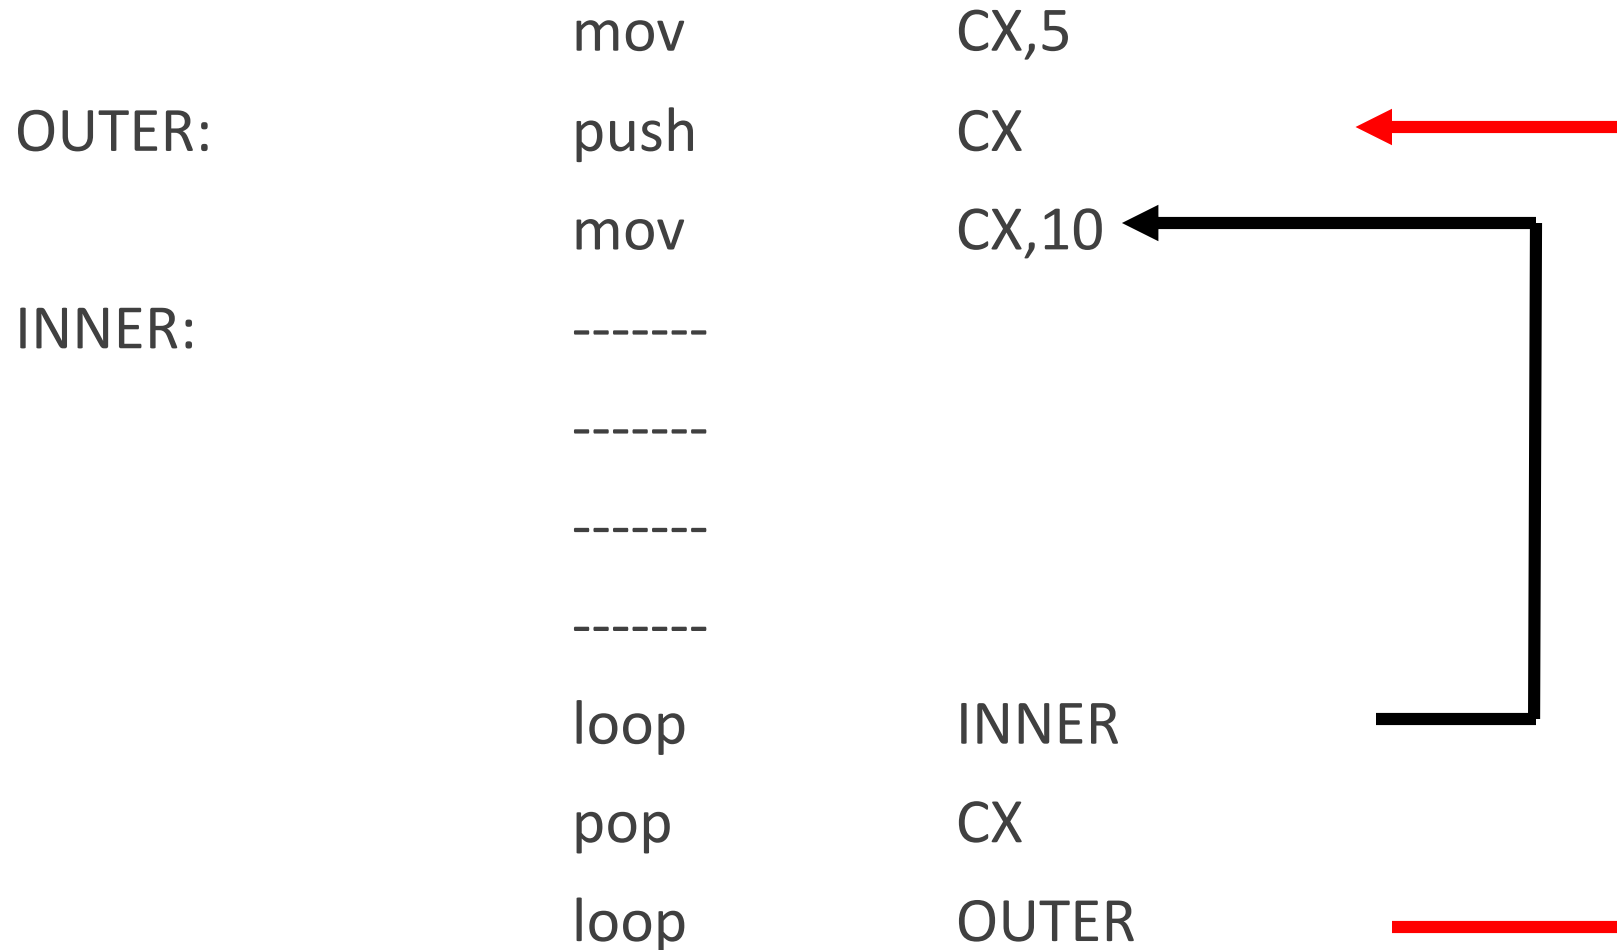 mov CX,5
OUTER: push CX
mov CX,10
INNER: -------
-------
-------
-------
loop INNER
pop CX
loop OUTER